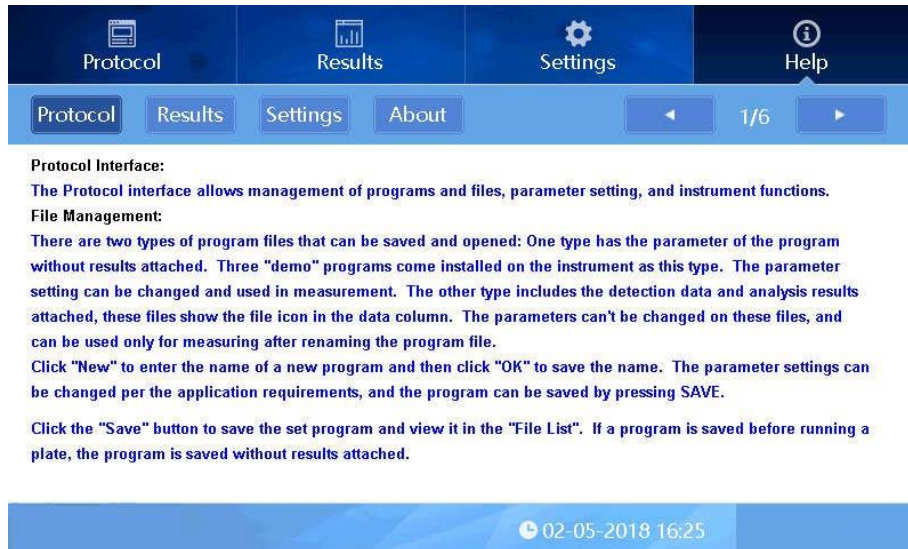 Protocol
Results
Settings
Help
Protocol
Results
Settings
About
1/6
Protocol Interface:
The Protocol interface allows management of programs and files, parameter setting, and instrument functions.
File Management:
There are two types of program files that can be saved and opened: One type has the parameter of the program
without results attached. Three "demo" programs come installed on the instrument as this type. The parameter
setting can be changed and used in measurement. The other type includes the detection data and analysis results
attached, these files show the file icon in the data column. The parameters can't be changed on these files, and
can be used only for measuring after renaming the program file.
Click "New" to enter the name of a new program and then click "OK" to save the name. The parameter settings can
be changed per the application requirements, and the program can be saved by pressing SAVE.
Click the "Save" button to save the set program and view it in the "File List". If a program is saved before running a
plate, the program is saved without results attached.
02-05-2018 16:25